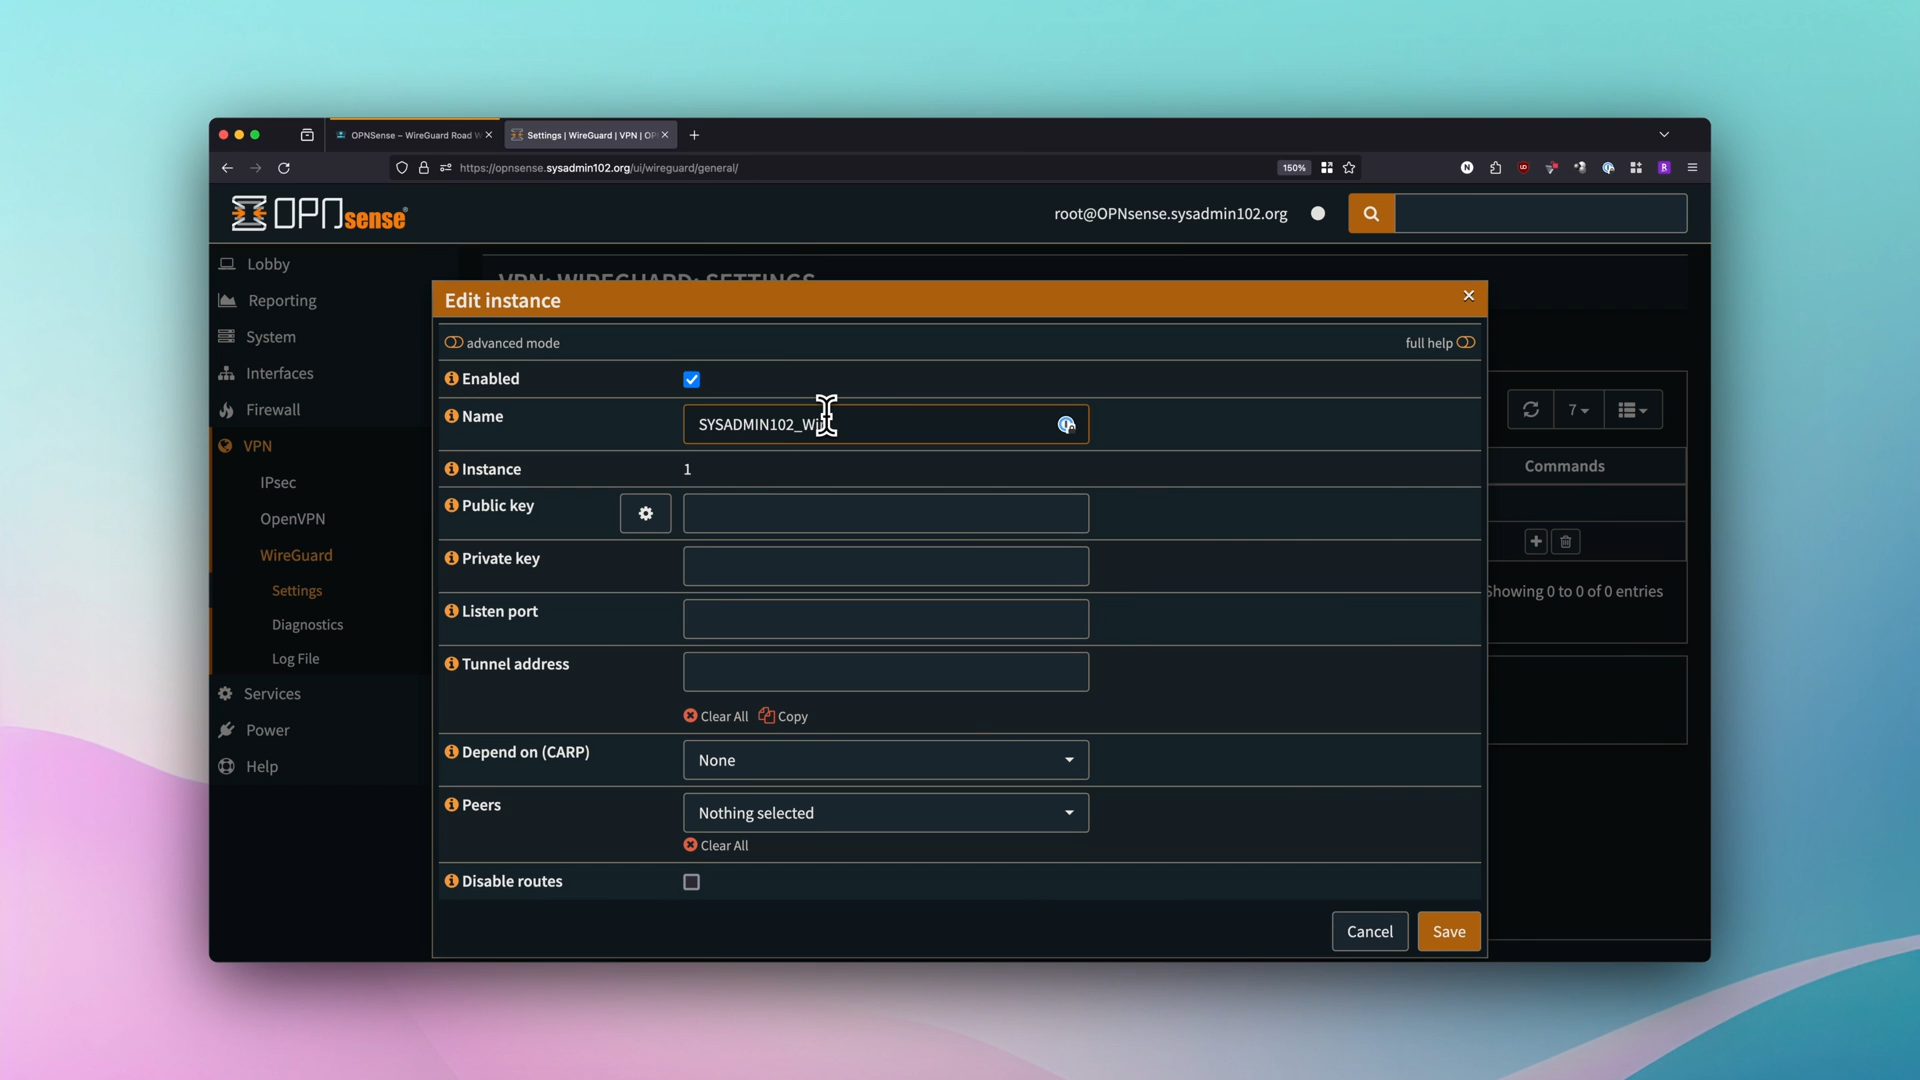 OPNSense – WireGuard Road W
Settings | WireGuard | VPN | OP
https://opnsense.sysadmin102.org/ui/wireguard/general/
150%
OPNsense
root@OPNsense.sysadmin102.org
Lobby
Reporting
System
Interfaces
Firewall
VPN
IPsec
OpenVPN
WireGuard
Settings
Diagnostics
Log File
Services
Power
Help
VPN: WIREGUARD: SETTINGS
Edit instance
advanced mode
full help
Enabled
Name
SYSADMIN102_Wi
Instance
1
Public key
Private key
Listen port
Tunnel address
Clear All
Copy
Depend on (CARP)
None
Peers
Nothing selected
Clear All
Disable routes
Cancel
Save
7
Commands
Showing 0 to 0 of 0 entries